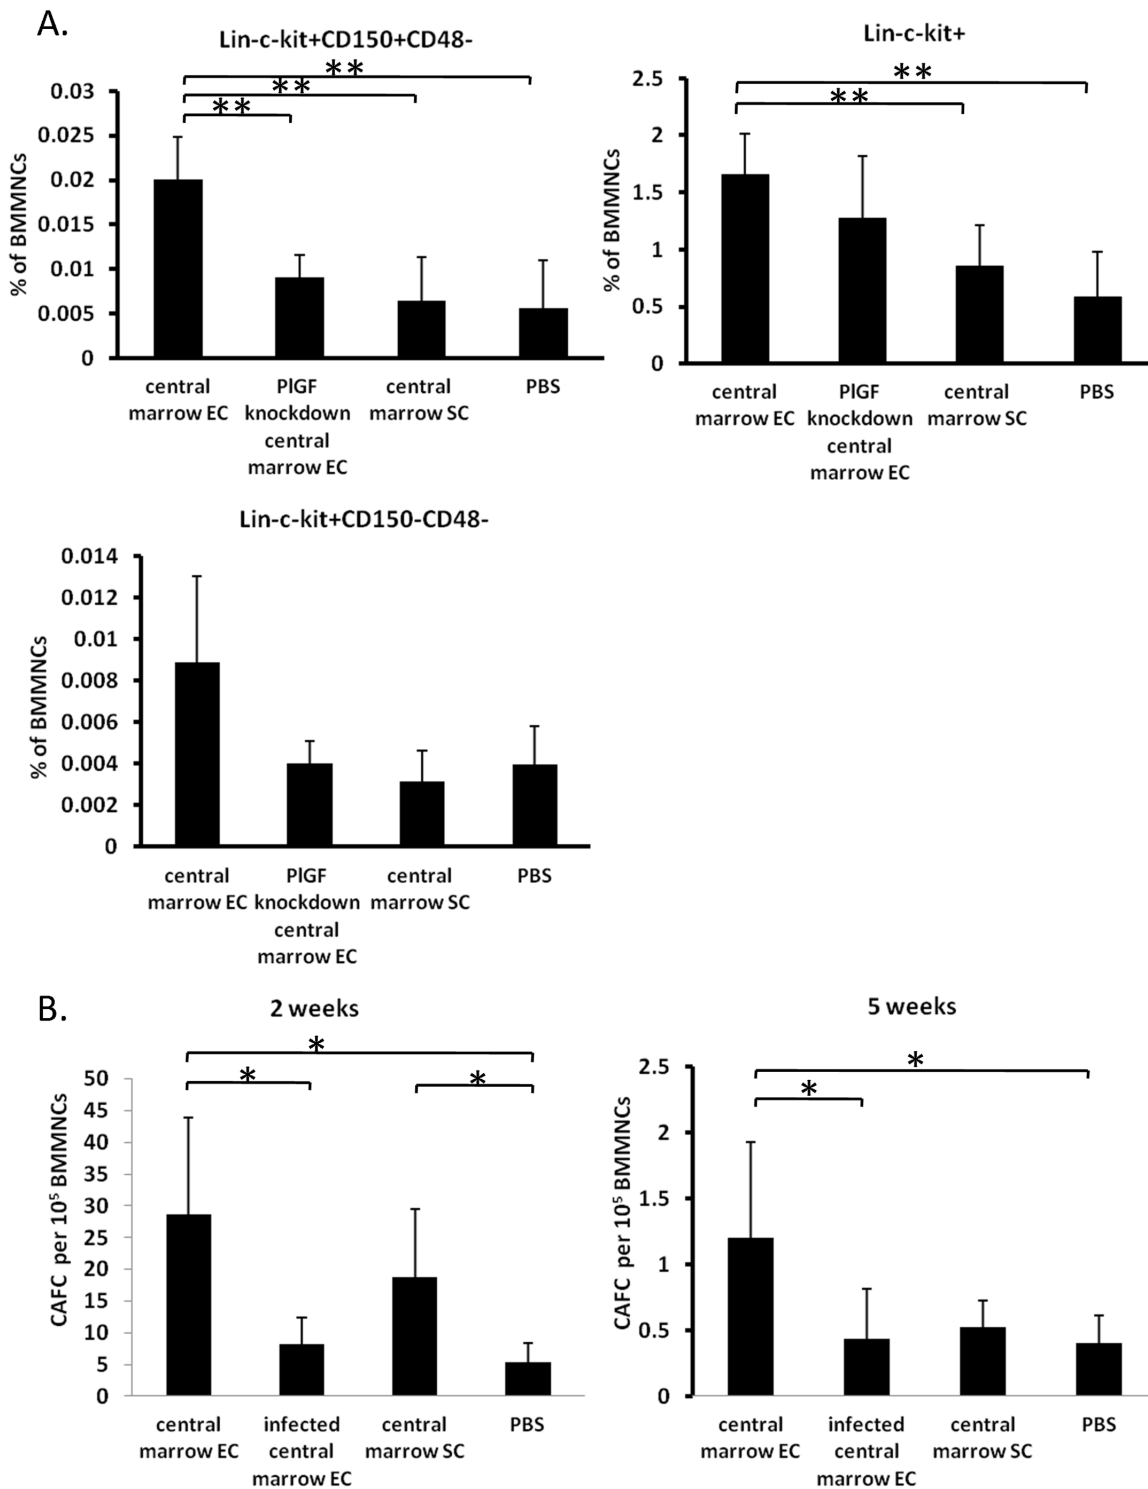 A.
Lin-c-kit+CD150+CD48-
**
**
**
% of BMMNCs
0.03
0.025
0.02
0.015
0.01
0.005
0
central
marrow EC
PlGF
knockdown
central
marrow EC
central
marrow SC
PBS
Lin-c-kit+
**
**
% of BMMNCs
2.5
2
1.5
1
0.5
0
central
marrow EC
PlGF
knockdown
central
marrow EC
central
marrow SC
PBS
Lin-c-kit+CD150-CD48-
% of BMMNCs
0.014
0.012
0.01
0.008
0.006
0.004
0.002
0
central
marrow EC
PlGF
knockdown
central
marrow EC
central
marrow SC
PBS
B.
2 weeks
*
*
*
CAFC per 10⁵ BMMNCs
50
45
40
35
30
25
20
15
10
5
0
central
marrow EC
infected
central
marrow EC
central
marrow SC
PBS
5 weeks
*
*
CAFC per 10⁵ BMMNCs
2.5
2
1.5
1
0.5
0
central
marrow EC
infected
central
marrow EC
central
marrow SC
PBS